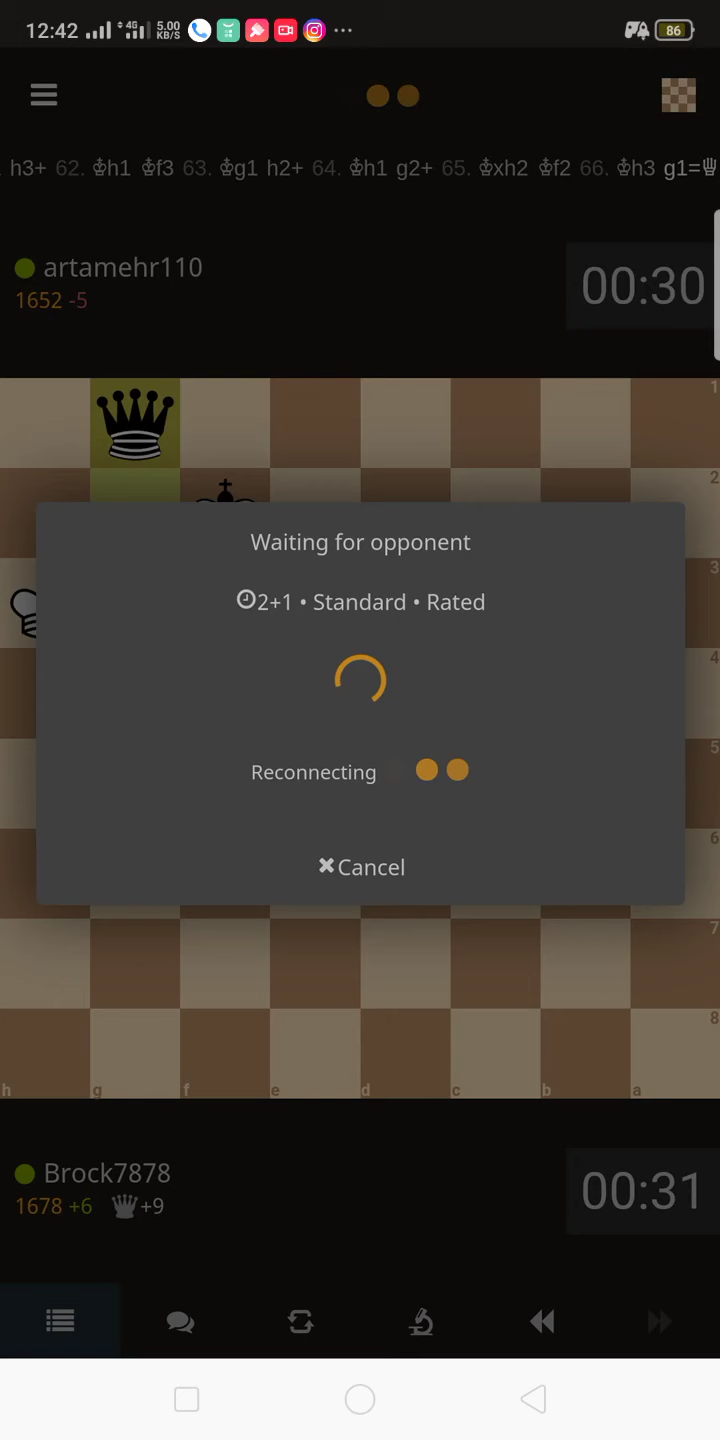 12:42 4G 5.00 KB/S ... 86
h3+ 62. ♔h1 ♔f3 63. ♔g1 h2+ 64. ♔h1 g2+ 65. ♔xh2 ♔f2 66. ♔h3 g1=♕
artamehr110
1652 -5
00:30
1
2
Waiting for opponent
3
2+1 • Standard • Rated
4
5
Reconnecting
6
✖Cancel
7
8
h g f e d c b a
Brock7878
1678 +6 +9
00:31